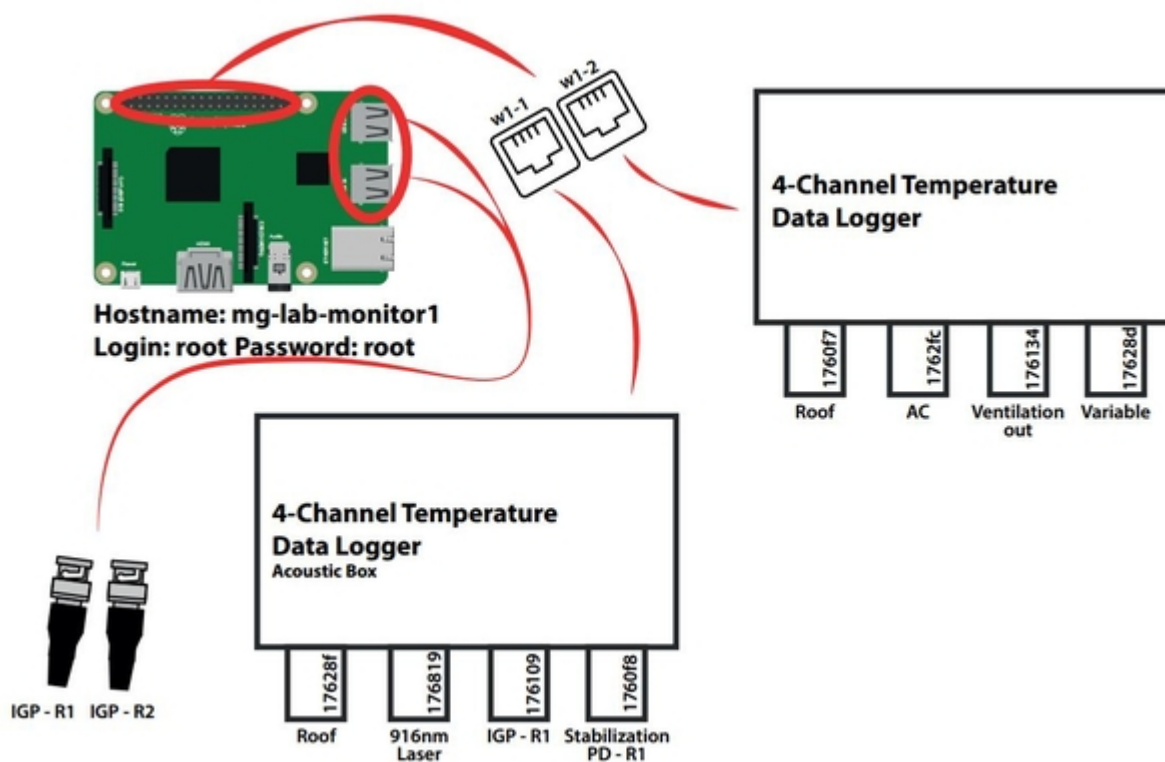 w1-1
w1-2
4-Channel Temperature
Data Logger
1760f7
1762fc
176134
17628d
Roof
AC
Ventilation
out
Variable
HDMI
Audio
Hostname: mg-lab-monitor1
Login: root Password: root
4-Channel Temperature
Data Logger
Acoustic Box
17628f
176819
176109
1760f8
Roof
916nm
Laser
IGP - R1
Stabilization
PD - R1
IGP - R1
IGP - R2